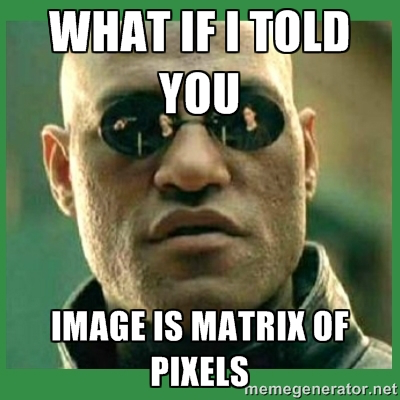 WHAT IF I TOLD
YOU
IMAGE IS MATRIX OF
PIXELS
memegenerator.net